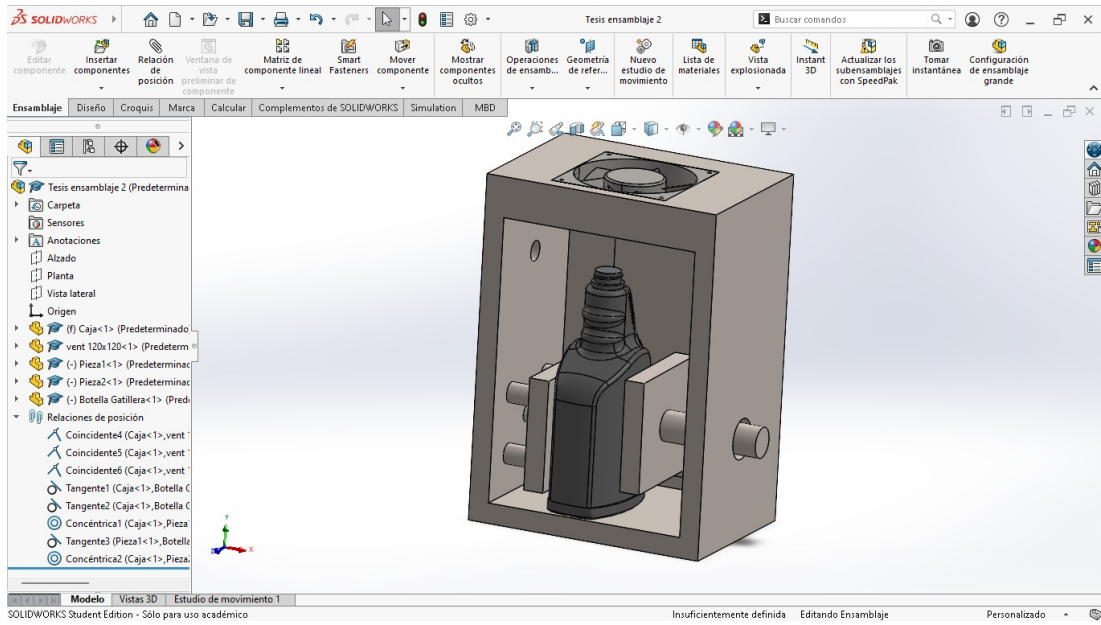 SOLIDWORKS
Tesis ensamblaje 2
Buscar comandos
Editar componente
Insertar componentes
Relación de posición
Ventana de vista preliminar de componente
Matriz de componente lineal
Smart Fasteners
Mover componente
Mostrar componentes ocultos
Operaciones de ensamb...
Geometría de refer...
Nuevo estudio de movimiento
Lista de materiales
Vista explosionada
Instant 3D
Actualizar los subensamblajes con SpeedPak
Tomar instantánea
Configuración de ensamblaje grande
Ensamblaje Diseño Croquis Marca Calcular Complementos de SOLIDWORKS Simulation MBD
Tesis ensamblaje 2 (Predetermina
Carpeta
Sensores
Anotaciones
Alzado
Planta
Vista lateral
Origen
(f) Caja<1> (Predeterminado
vent 120x120<1> (Predeterm
(-) Pieza1<1> (Predeterminac
(-) Pieza2<1> (Predeterminac
(-) Botella Gatillera<1> (Pred
Relaciones de posición
Coincidente4 (Caja<1>,vent
Coincidente5 (Caja<1>,vent
Coincidente6 (Caja<1>,vent
Tangente1 (Caja<1>,Botella
Tangente2 (Caja<1>,Botella
Concéntrica1 (Caja<1>,Pieza
Tangente3 (Pieza1<1>,Botell
Concéntrica2 (Caja<1>,Pieza
Y
X
Modelo Vistas 3D Estudio de movimiento 1
SOLIDWORKS Student Edition - Sólo para uso académico
Insuficientemente definida Editando Ensamblaje Personalizado